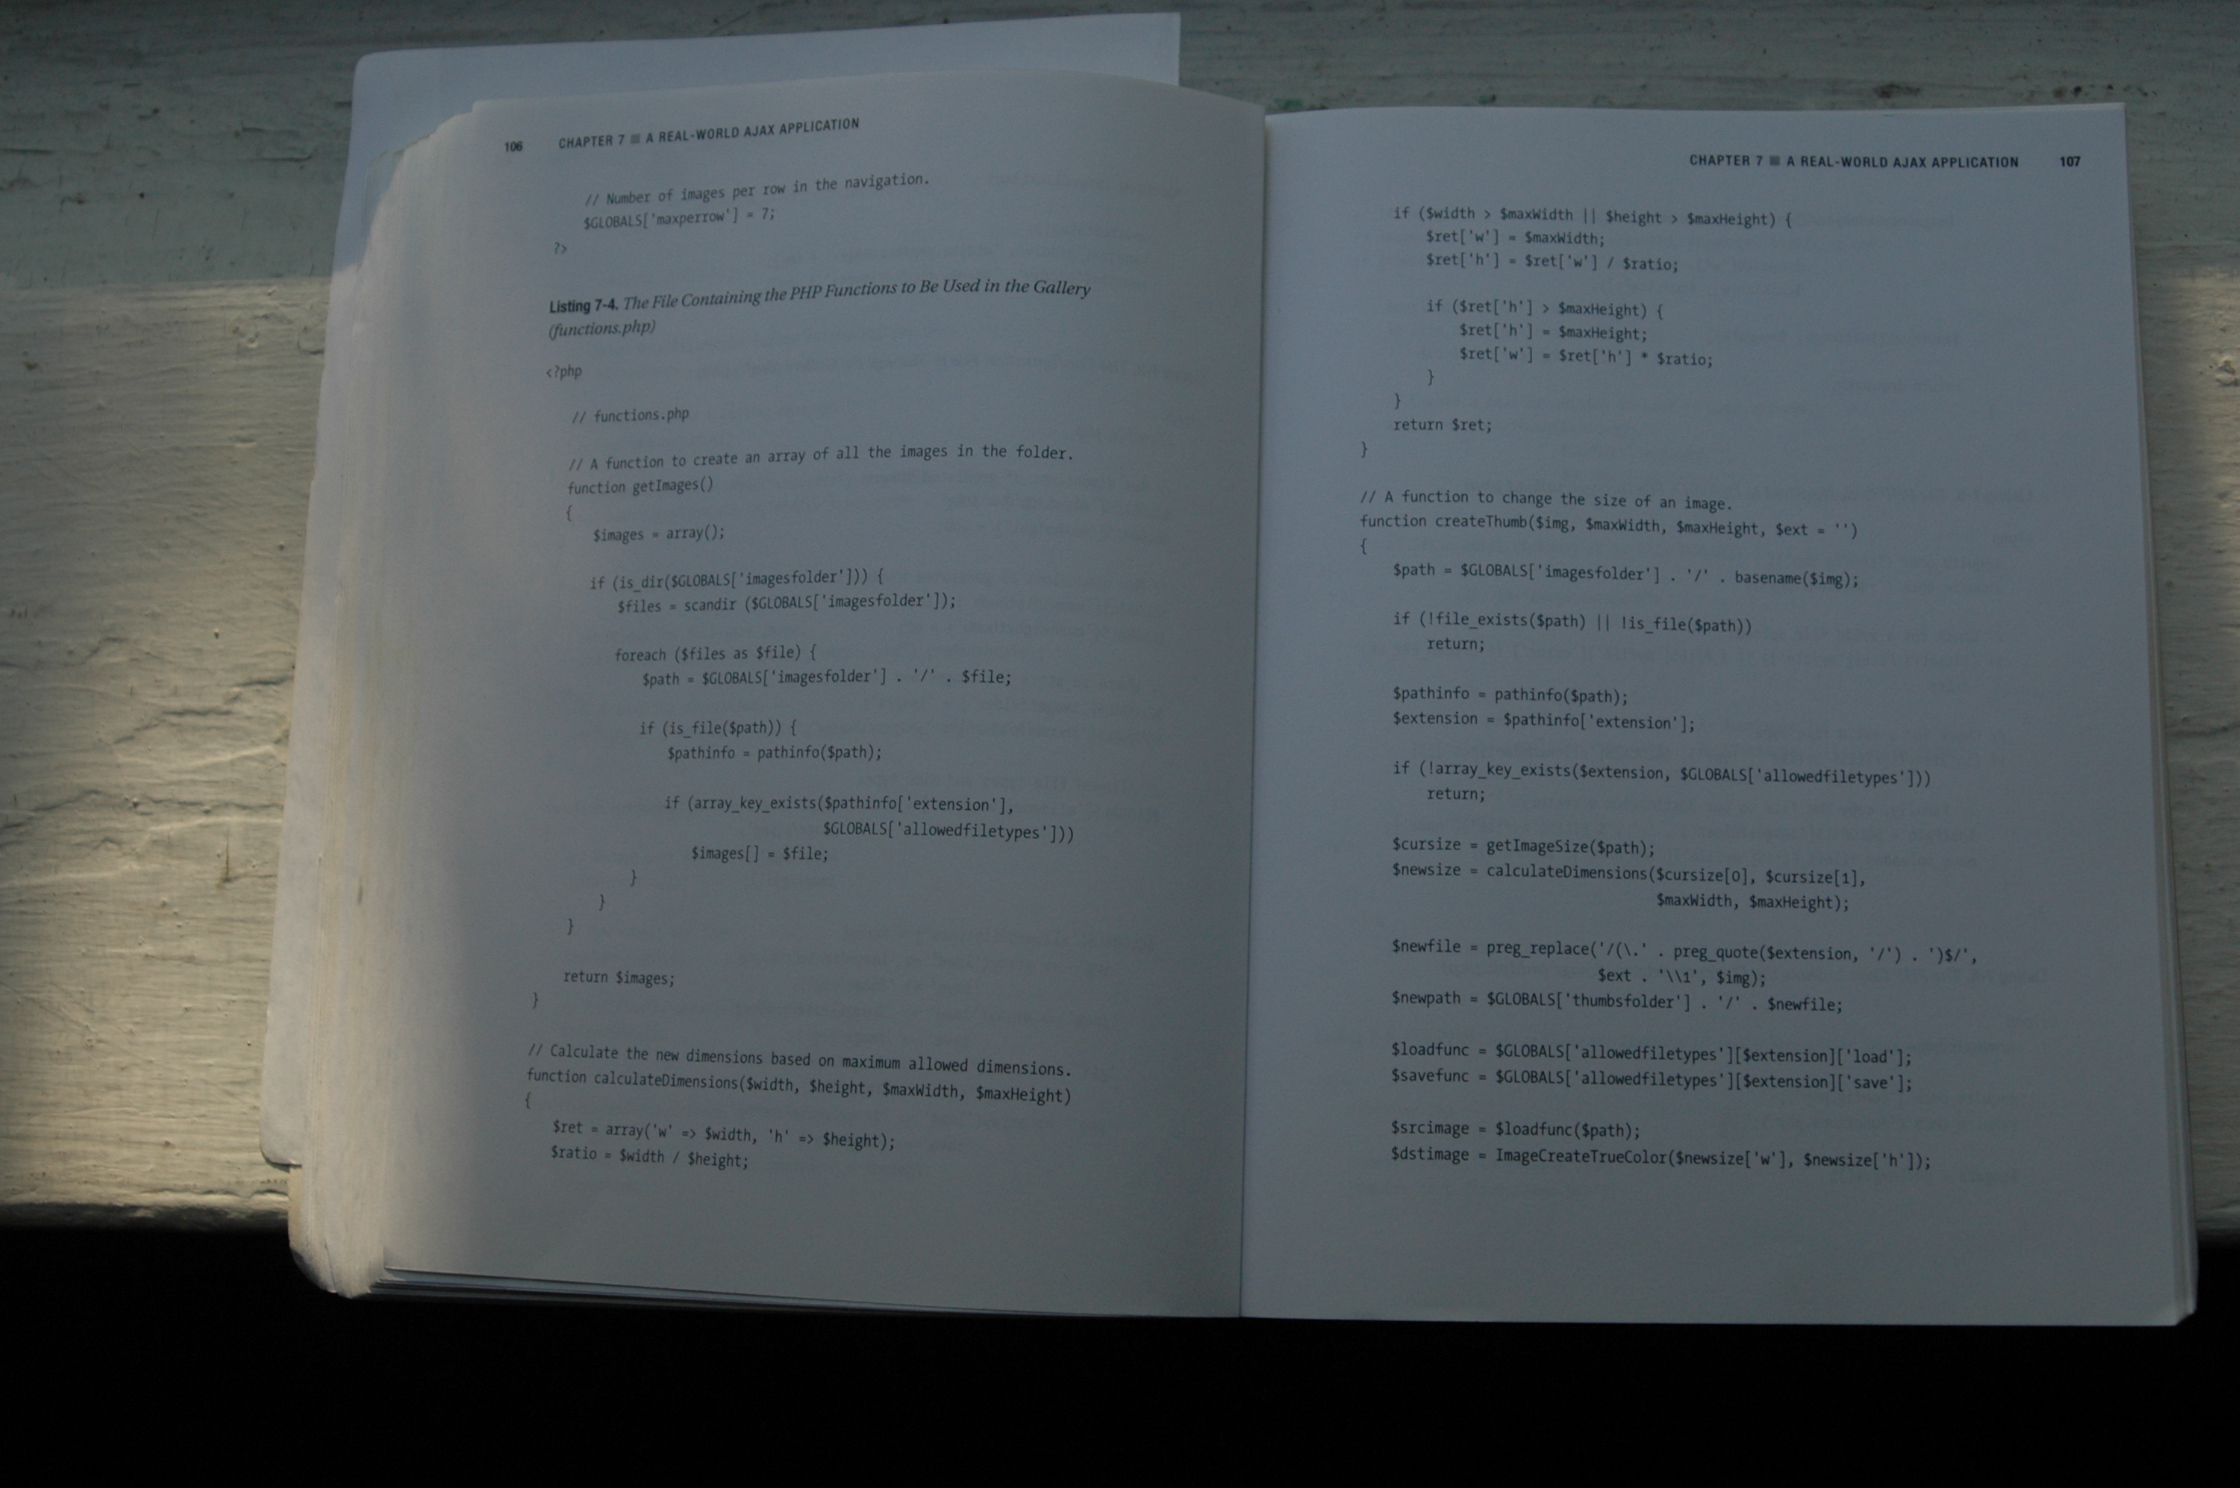 106 CHAPTER 7 ■ A REAL-WORLD AJAX APPLICATION
// Number of images per row in the navigation.
$GLOBALS['maxperrow'] = 7;
?>
Listing 7-4. The File Containing the PHP Functions to Be Used in the Gallery
(functions.php)
<?php
// functions.php
// A function to create an array of all the images in the folder.
function getImages()
{
$images = array();
if (is_dir($GLOBALS['imagesfolder'])) {
$files = scandir ($GLOBALS['imagesfolder']);
foreach ($files as $file) {
$path = $GLOBALS['imagesfolder'] . '/' . $file;
if (is_file($path)) {
$pathinfo = pathinfo($path);
if (array_key_exists($pathinfo['extension'],
$GLOBALS['allowedfiletypes']))
$images[] = $file;
}
}
}
return $images;
}
// Calculate the new dimensions based on maximum allowed dimensions.
function calculateDimensions($width, $height, $maxWidth, $maxHeight)
{
$ret = array('w' => $width, 'h' => $height);
$ratio = $width / $height;
CHAPTER 7 ■ A REAL-WORLD AJAX APPLICATION 107
if ($width > $maxWidth || $height > $maxHeight) {
$ret['w'] = $maxWidth;
$ret['h'] = $ret['w'] / $ratio;
if ($ret['h'] > $maxHeight) {
$ret['h'] = $maxHeight;
$ret['w'] = $ret['h'] * $ratio;
}
}
return $ret;
}
// A function to change the size of an image.
function createThumb($img, $maxWidth, $maxHeight, $ext = '')
{
$path = $GLOBALS['imagesfolder'] . '/' . basename($img);
if (!file_exists($path) || !is_file($path))
return;
$pathinfo = pathinfo($path);
$extension = $pathinfo['extension'];
if (!array_key_exists($extension, $GLOBALS['allowedfiletypes']))
return;
$cursize = getImageSize($path);
$newsize = calculateDimensions($cursize[0], $cursize[1],
$maxWidth, $maxHeight);
$newfile = preg_replace('/(\.' . preg_quote($extension, '/') . ')$/',
$ext . '\\1', $img);
$newpath = $GLOBALS['thumbsfolder'] . '/' . $newfile;
$loadfunc = $GLOBALS['allowedfiletypes'][$extension]['load'];
$savefunc = $GLOBALS['allowedfiletypes'][$extension]['save'];
$srcimage = $loadfunc($path);
$dstimage = ImageCreateTrueColor($newsize['w'], $newsize['h']);